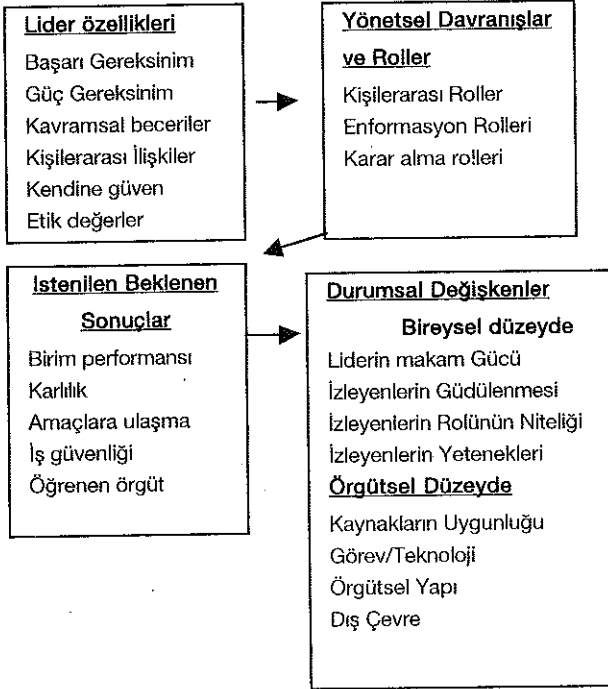 Lider özellikleri
Başarı Gereksinim
Güç Gereksinim
Kavramsal beceriler
Kişilerarası İlişkiler
Kendine güven
Etik değerler
Yönetsel Davranışlar
ve Roller
Kişilerarası Roller
Enformasyon Rolleri
Karar alma rolleri
Istenilen Beklenen
Sonuçlar
Birim performansı
Karlılık
Amaçlara ulaşma
İş güvenliği
Öğrenen örgüt
Durumsal Değişkenler
Bireysel düzeyde
Liderin makam Gücü
İzleyenlerin Güdülenmesi
İzleyenlerin Rolünün Niteliği
İzleyenlerin Yetenekleri
Örgütsel Düzeyde
Kaynakların Uygunluğu
Görev/Teknoloji
Örgütsel Yapı
Dış Çevre